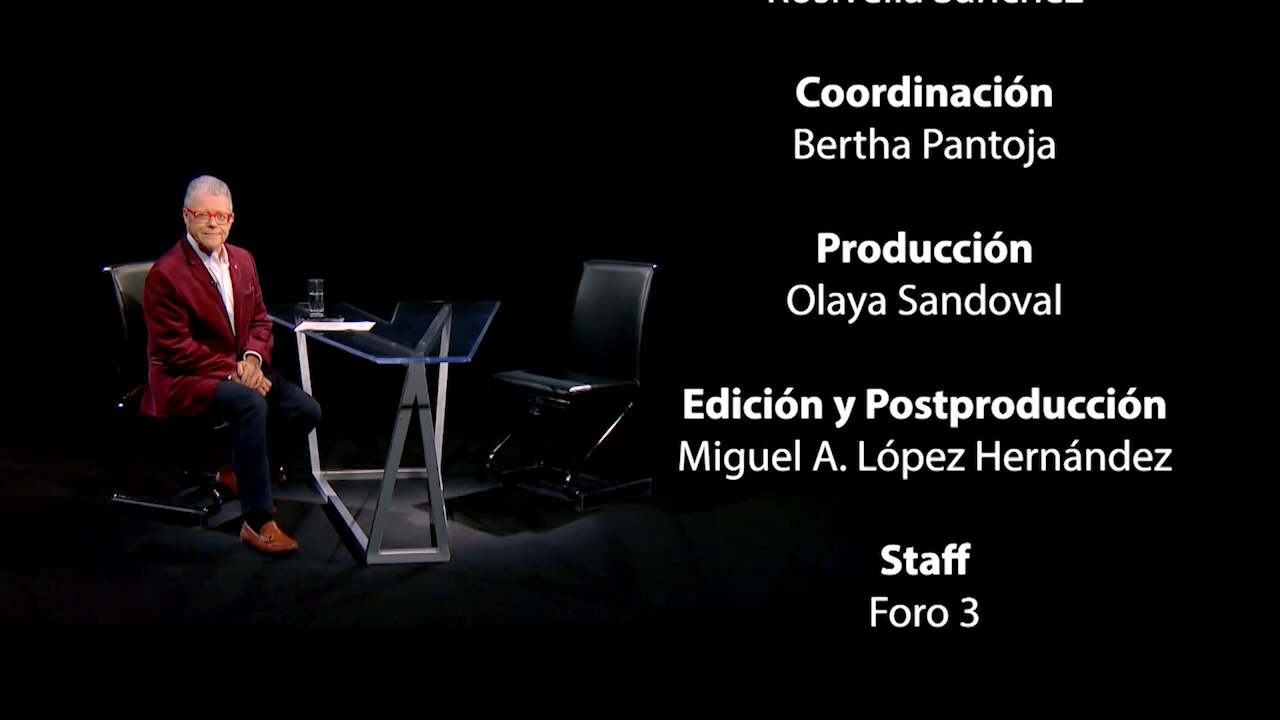 Coordinación
Bertha Pantoja
Producción
Olaya Sandoval
Edición y Postproducción
Miguel A. López Hernández
Staff
Foro 3